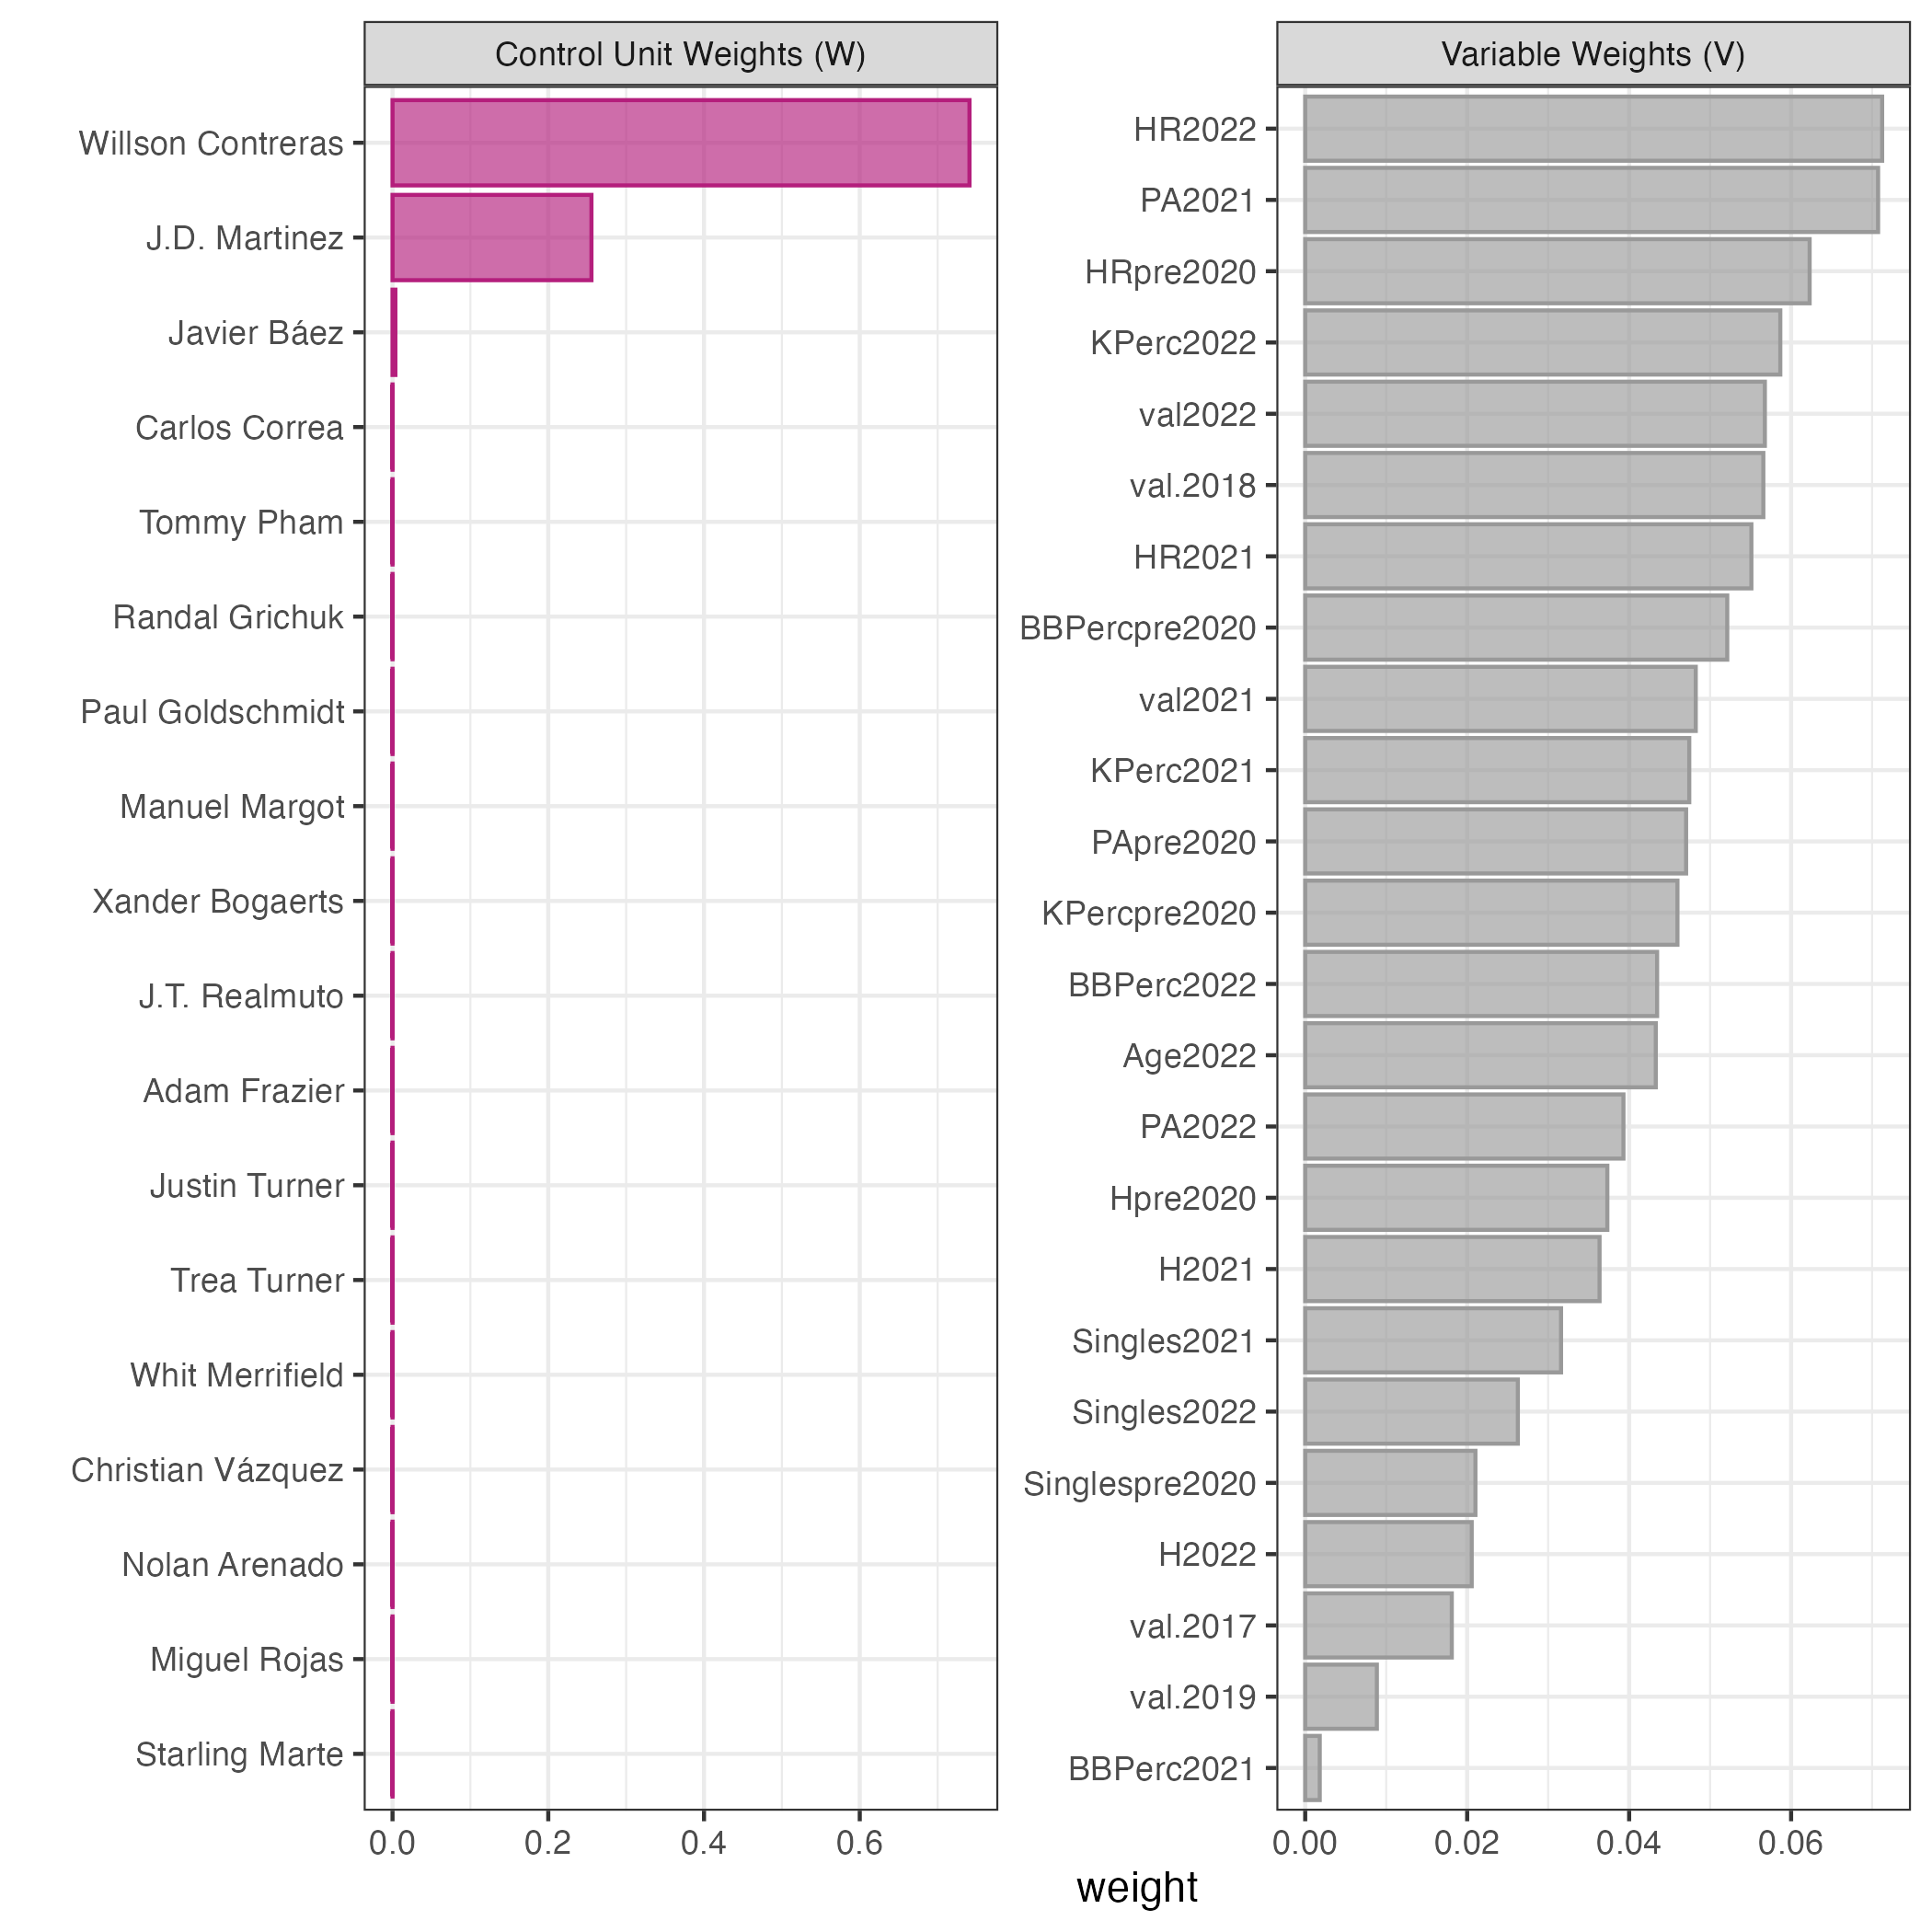 Control Unit Weights (W)
Willson Contreras
J.D. Martinez
Javier Báez
Carlos Correa
Tommy Pham
Randal Grichuk
Paul Goldschmidt
Manuel Margot
Xander Bogaerts
J.T. Realmuto
Adam Frazier
Justin Turner
Trea Turner
Whit Merrifield
Christian Vázquez
Nolan Arenado
Miguel Rojas
Starling Marte
0.0 0.2 0.4 0.6
Variable Weights (V)
HR2022
PA2021
HRpre2020
KPerc2022
val2022
val.2018
HR2021
BBPercpre2020
val2021
KPerc2021
PApre2020
KPercpre2020
BBPerc2022
Age2022
PA2022
Hpre2020
H2021
Singles2021
Singles2022
Singlespre2020
H2022
val.2017
val.2019
BBPerc2021
0.00 0.02 0.04 0.06
weight